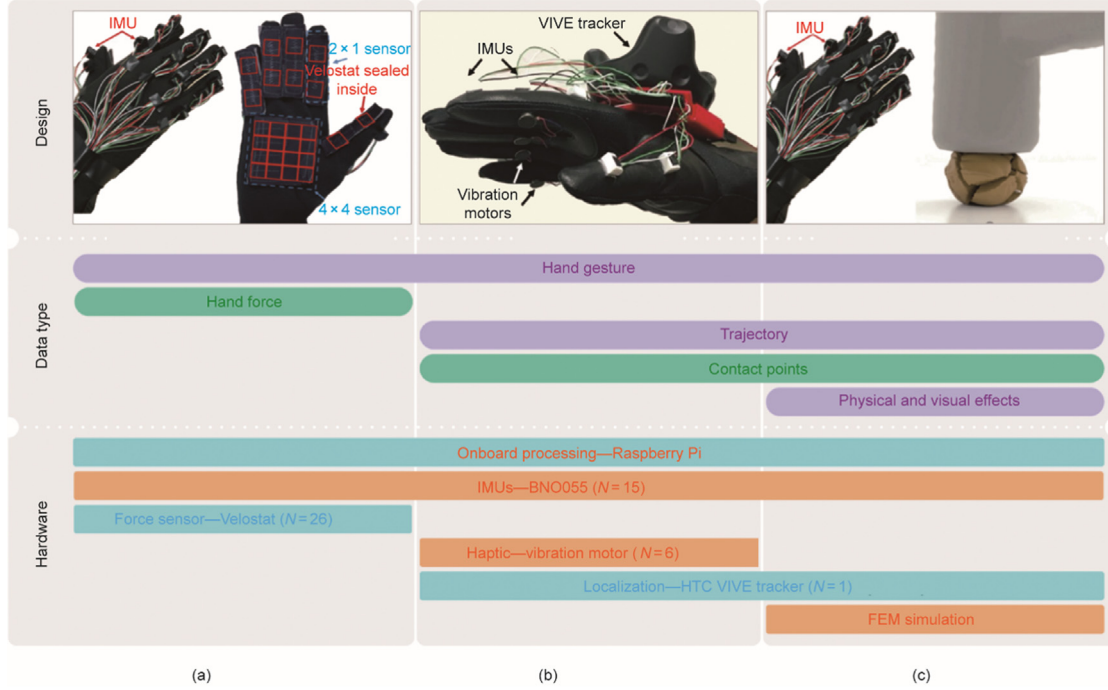 IMU
2 × 1 sensor
Velostat sealed
inside
4 × 4 sensor
VIVE tracker
IMUs
Vibration
motors
IMU
Design
Hand gesture
Hand force
Trajectory
Contact points
Physical and visual effects
Data type
Onboard processing—Raspberry Pi
IMUs—BNO055 (N = 15)
Force sensor—Velostat (N = 26)
Haptic—vibration motor ( N = 6)
Localization—HTC VIVE tracker (N = 1)
FEM simulation
Hardware
(a)
(b)
(c)